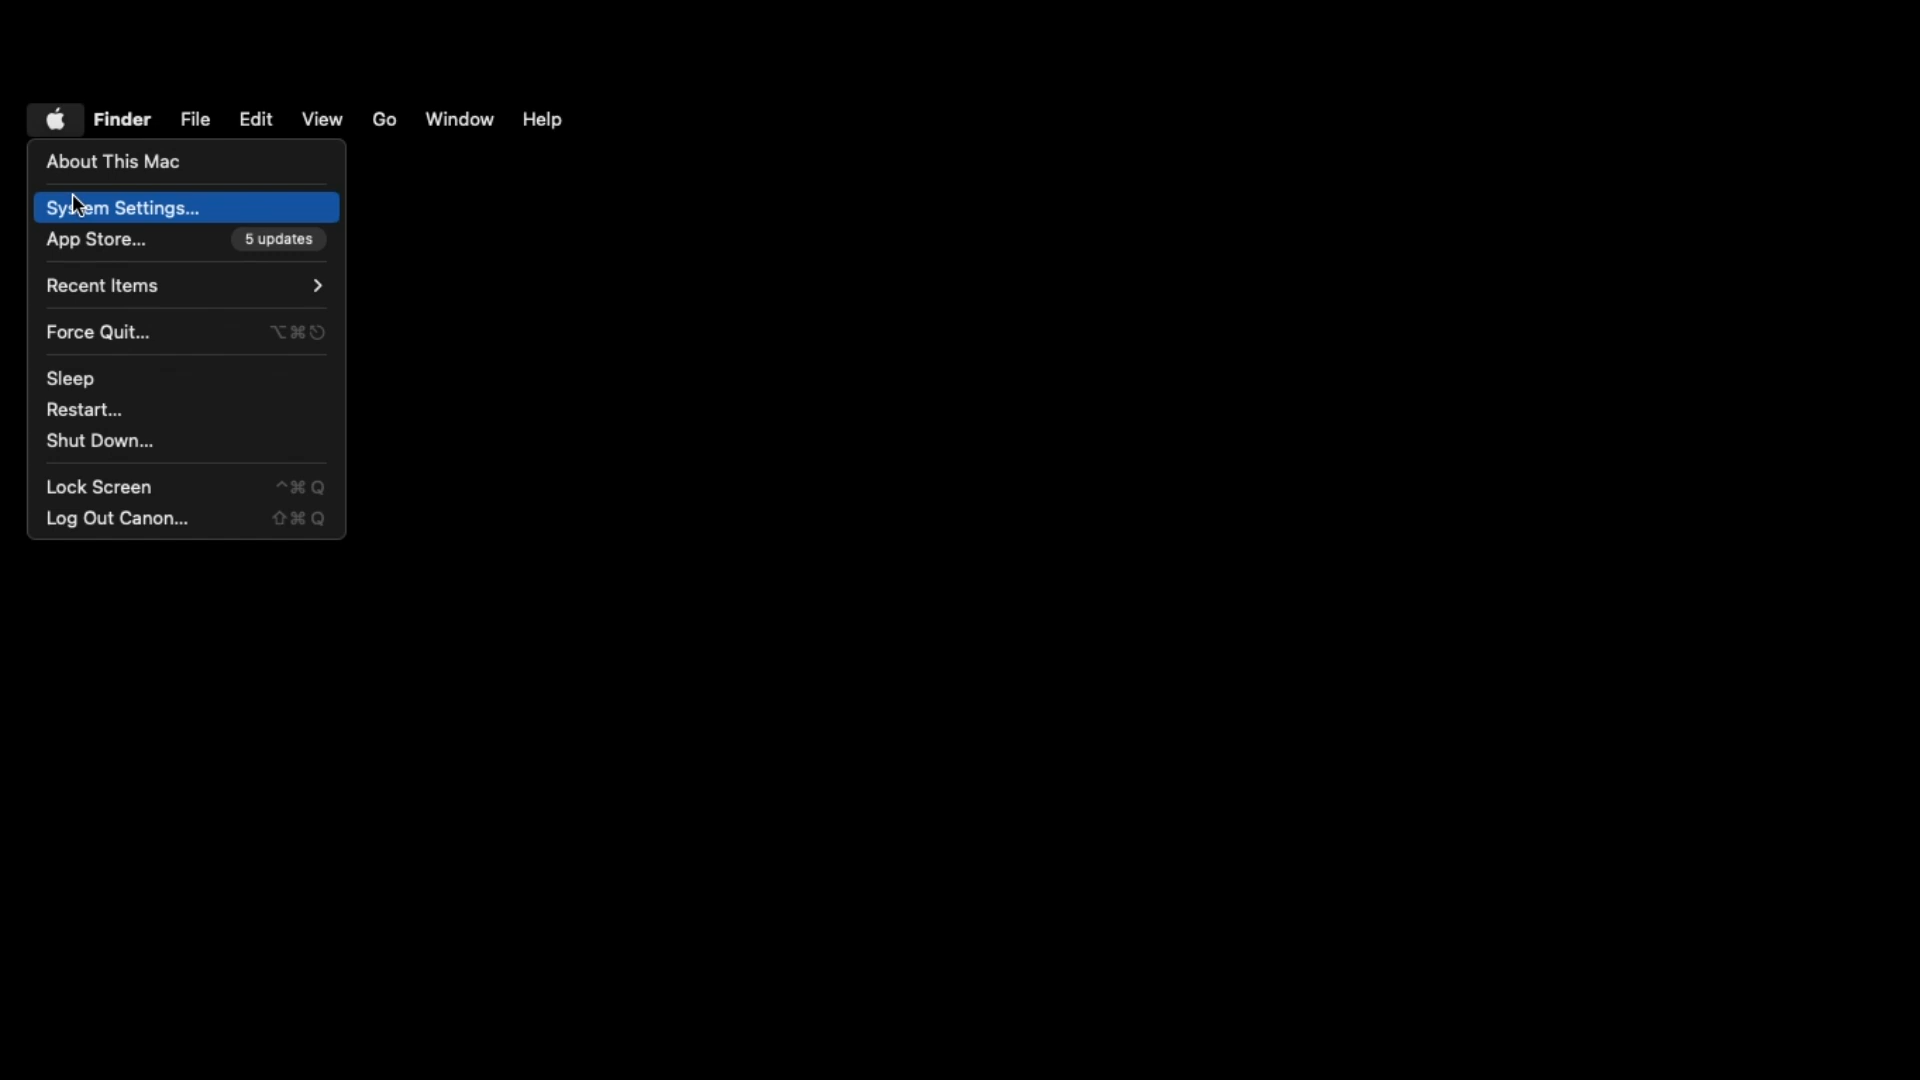 Finder File Edit View Go Window Help
About This Mac
System Settings...
App Store... 5 updates
Recent Items
Force Quit... ⌥⌘⎋
Sleep
Restart...
Shut Down...
Lock Screen ^⌘Q
Log Out Canon... ⇧⌘Q